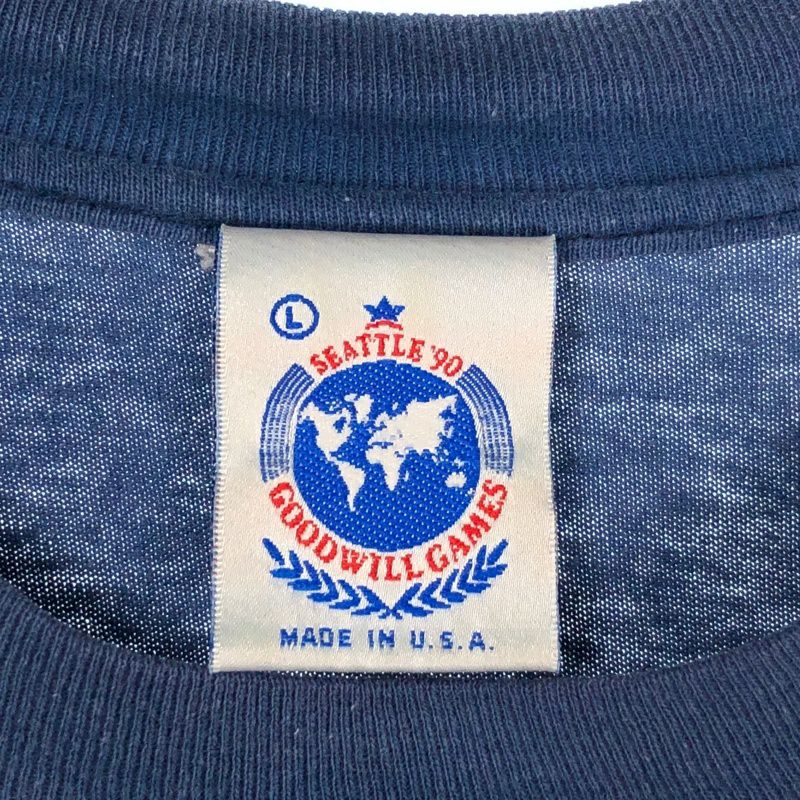 L
SEATTLE '90
GOODWILL GAMES
MADE IN U.S.A.